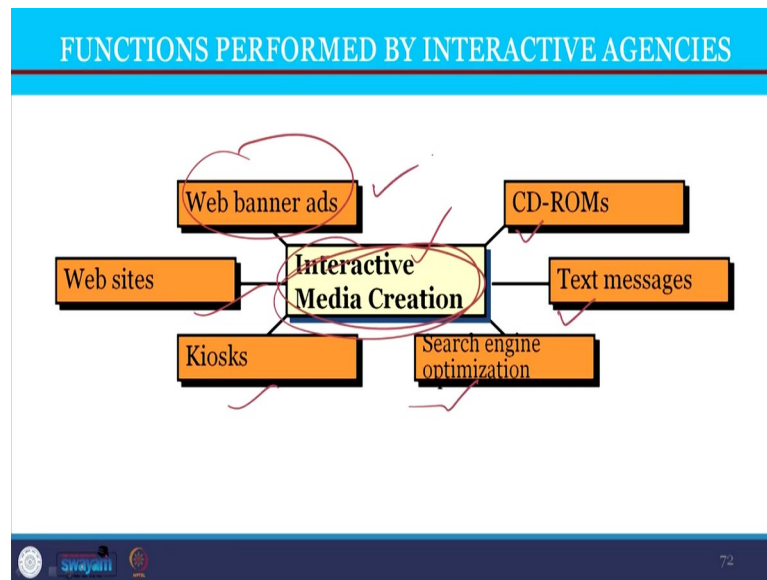 FUNCTIONS PERFORMED BY INTERACTIVE AGENCIES
Web banner ads
CD-ROMs
Interactive
Media Creation
Web sites
Text messages
Kiosks
Search engine
optimization
swayam
72